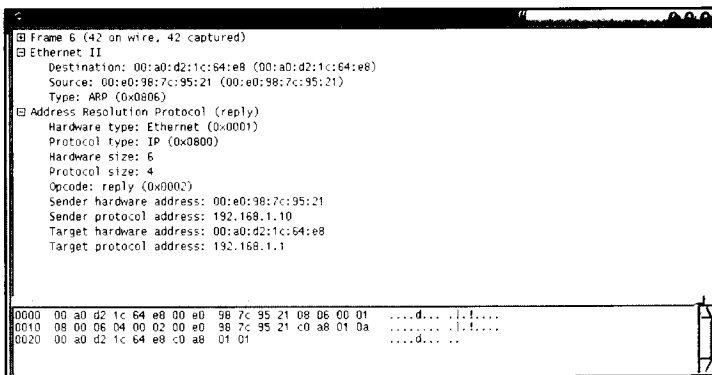 Frame 6 (42 on wire, 42 captured)
Ethernet II
Destination: 00:a0:d2:1c:64:e8 (00:a0:d2:1c:64:e8)
Source: 00:e0:98:7c:95:21 (00:e0:98:7c:95:21)
Type: ARP (0x0806)
Address Resolution Protocol (reply)
Hardware type: Ethernet (0x0001)
Protocol type: IP (0x0800)
Hardware size: 6
Protocol size: 4
Opcode: reply (0x0002)
Sender hardware address: 00:e0:98:7c:95:21
Sender protocol address: 192.168.1.10
Target hardware address: 00:a0:d2:1c:64:e8
Target protocol address: 192.168.1.1
0000 00 a0 d2 1c 64 e8 00 e0 98 7c 95 21 08 06 00 01 ....d... .|.!....
0010 08 00 06 04 00 02 00 e0 98 7c 95 21 c0 a8 01 0a ........ .|.!....
0020 00 a0 d2 1c 64 e8 c0 a8 01 01 ....d... ..